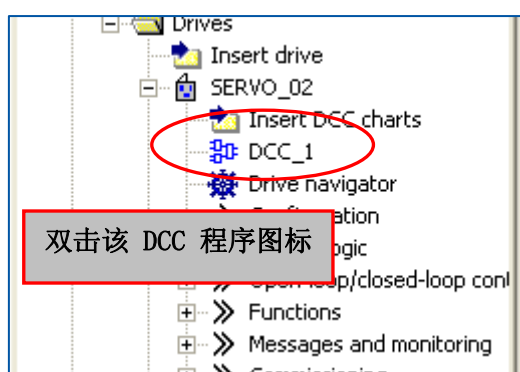 Drives
Insert drive
SERVO_02
Insert DCC charts
DCC_1
Drive navigator
双击该 DCC 程序图标
Functions
Messages and monitoring